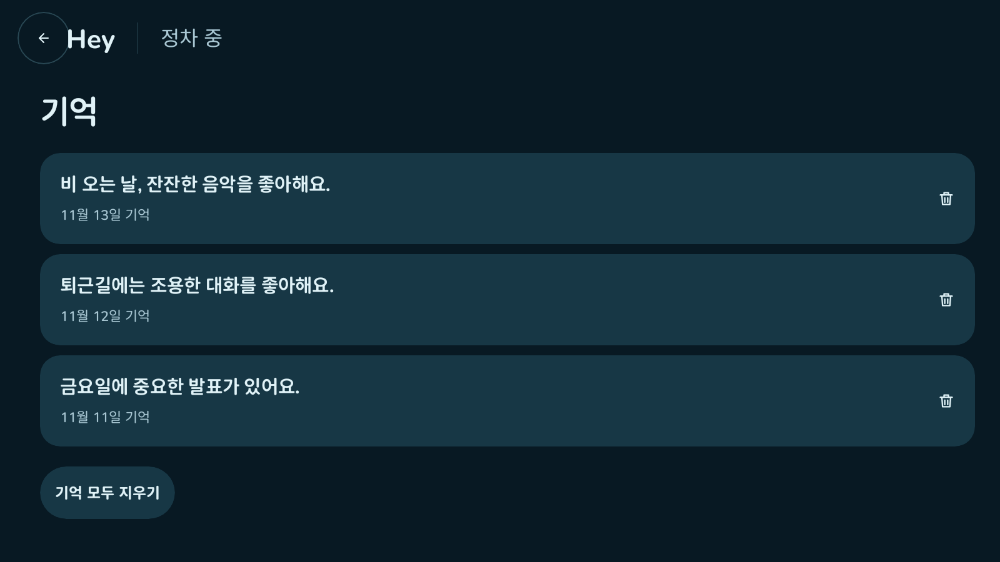 Hey
정차 중
기억
비 오는 날, 잔잔한 음악을 좋아해요.
11월 13일 기억
퇴근길에는 조용한 대화를 좋아해요.
11월 12일 기억
금요일에 중요한 발표가 있어요.
11월 11일 기억
기억 모두 지우기